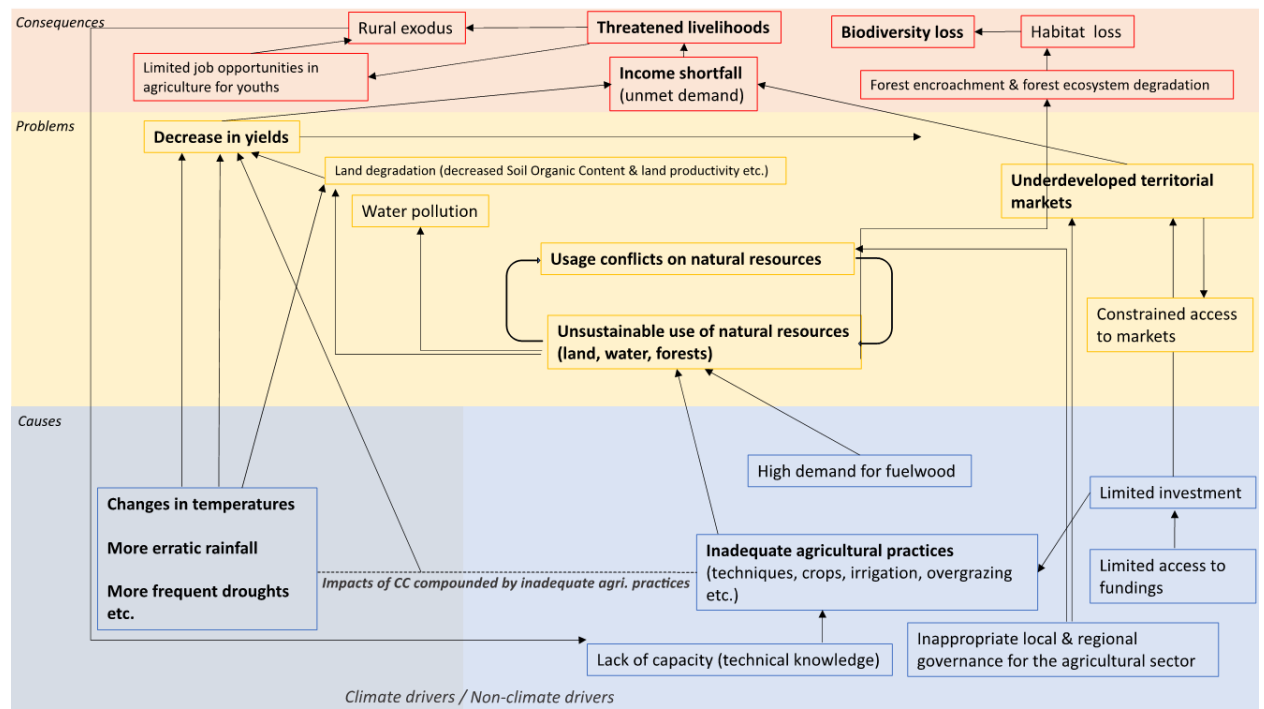 Consequences
Rural exodus
Threatened livelihoods
Biodiversity loss
Habitat  loss
Limited job opportunities in
agriculture for youths
Income shortfall
(unmet demand)
Forest encroachment & forest ecosystem degradation
Problems
Decrease in yields
Land degradation (decreased Soil Organic Content & land productivity etc.)
Underdeveloped territorial
markets
Water pollution
Usage conflicts on natural resources
Constrained access
to markets
Unsustainable use of natural resources
(land, water, forests)
Causes
High demand for fuelwood
Changes in temperatures
More erratic rainfall
More frequent droughts
etc.
Limited investment
Inadequate agricultural practices
(techniques, crops, irrigation, overgrazing
etc.)
Limited access to
fundings
Impacts of CC compounded by inadequate agri. practices
Lack of capacity (technical knowledge)
Inappropriate local & regional
governance for the agricultural sector
Climate drivers / Non-climate drivers